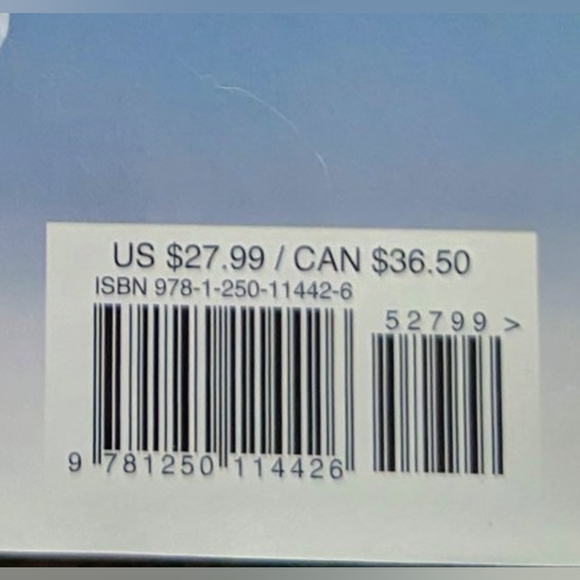 US $27.99 / CAN $36.50
ISBN 978-1-250-11442-6
52799 >
9 781250 114426